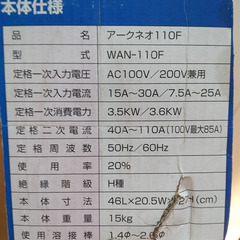 本体仕様
品名 アークネオ110F
型式 WAN-110F
定格一次入力電圧 AC100V/200V兼用
定格一次入力電流 15A～30A/7.5A～25A
定格一次消費電力 3.5KW/3.6KW
定格二次電流 40A～110A(100V最大85A)
定格周波数 50Hz/60Hz
使用率 20%
絶縁階級 H種
本体寸法 46L×20.5W×27H(cm)
本体重量 15kg
使用溶接棒 1.4φ～2.6φ